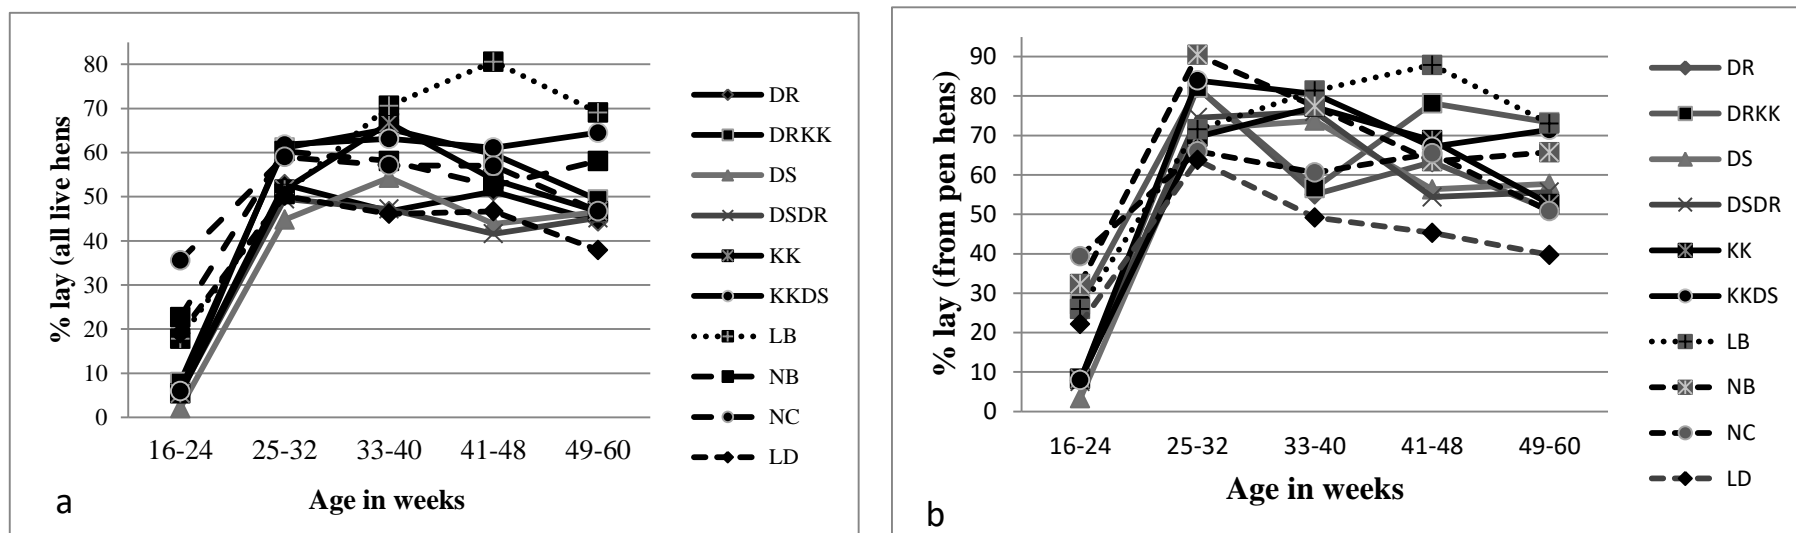 % lay (all live hens)
80
70
60
50
40
30
20
10
0
16-24 25-32 33-40 41-48 49-60
Age in weeks
a
DR
DRKK
DS
DSDR
KK
KKDS
LB
NB
NC
LD
% lay (from pen hens)
90
80
70
60
50
40
30
20
10
0
16-24 25-32 33-40 41-48 49-60
Age in weeks
b
DR
DRKK
DS
DSDR
KK
KKDS
LB
NB
NC
LD